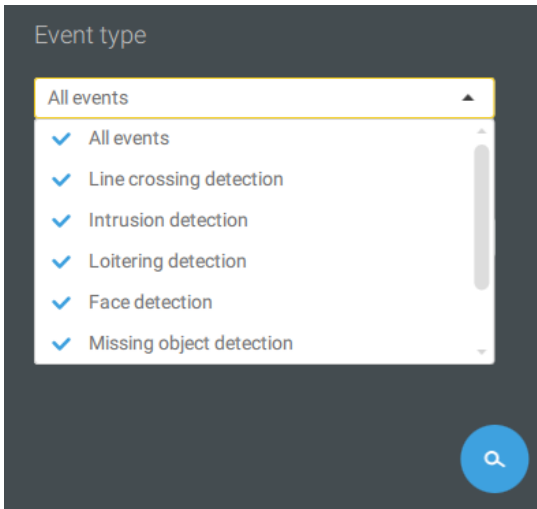 Event type
All events
All events
Line crossing detection
Intrusion detection
Loitering detection
Face detection
Missing object detection